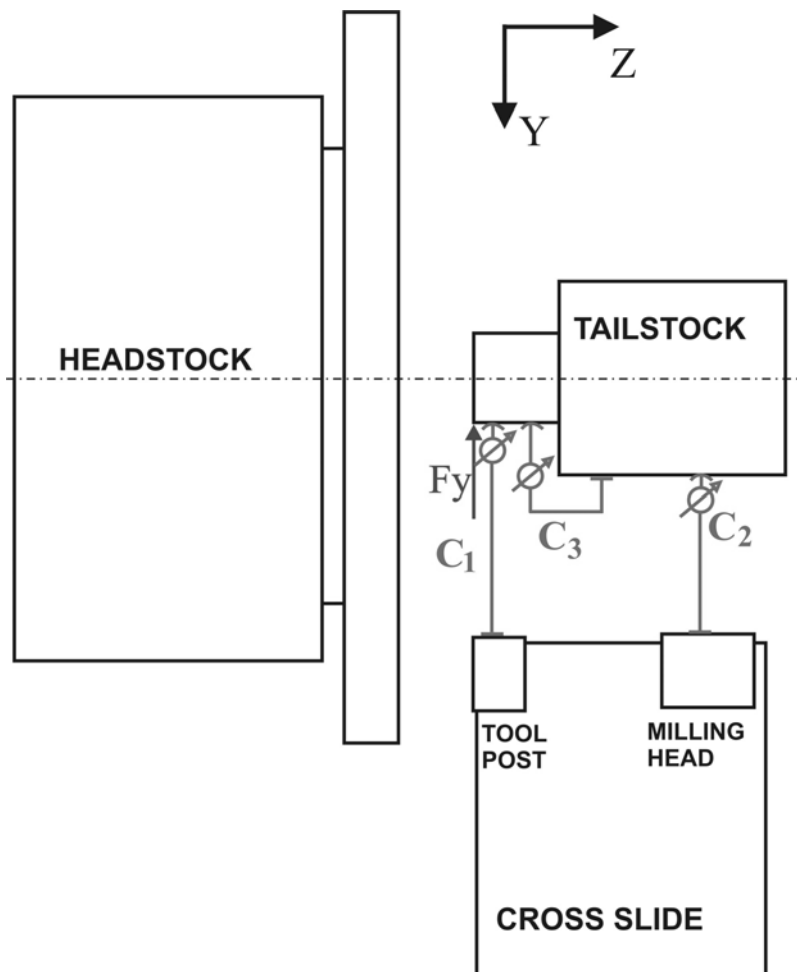 Z
Y
HEADSTOCK
TAILSTOCK
Fy
C₁
C₃
C₂
TOOL
POST
MILLING
HEAD
CROSS SLIDE